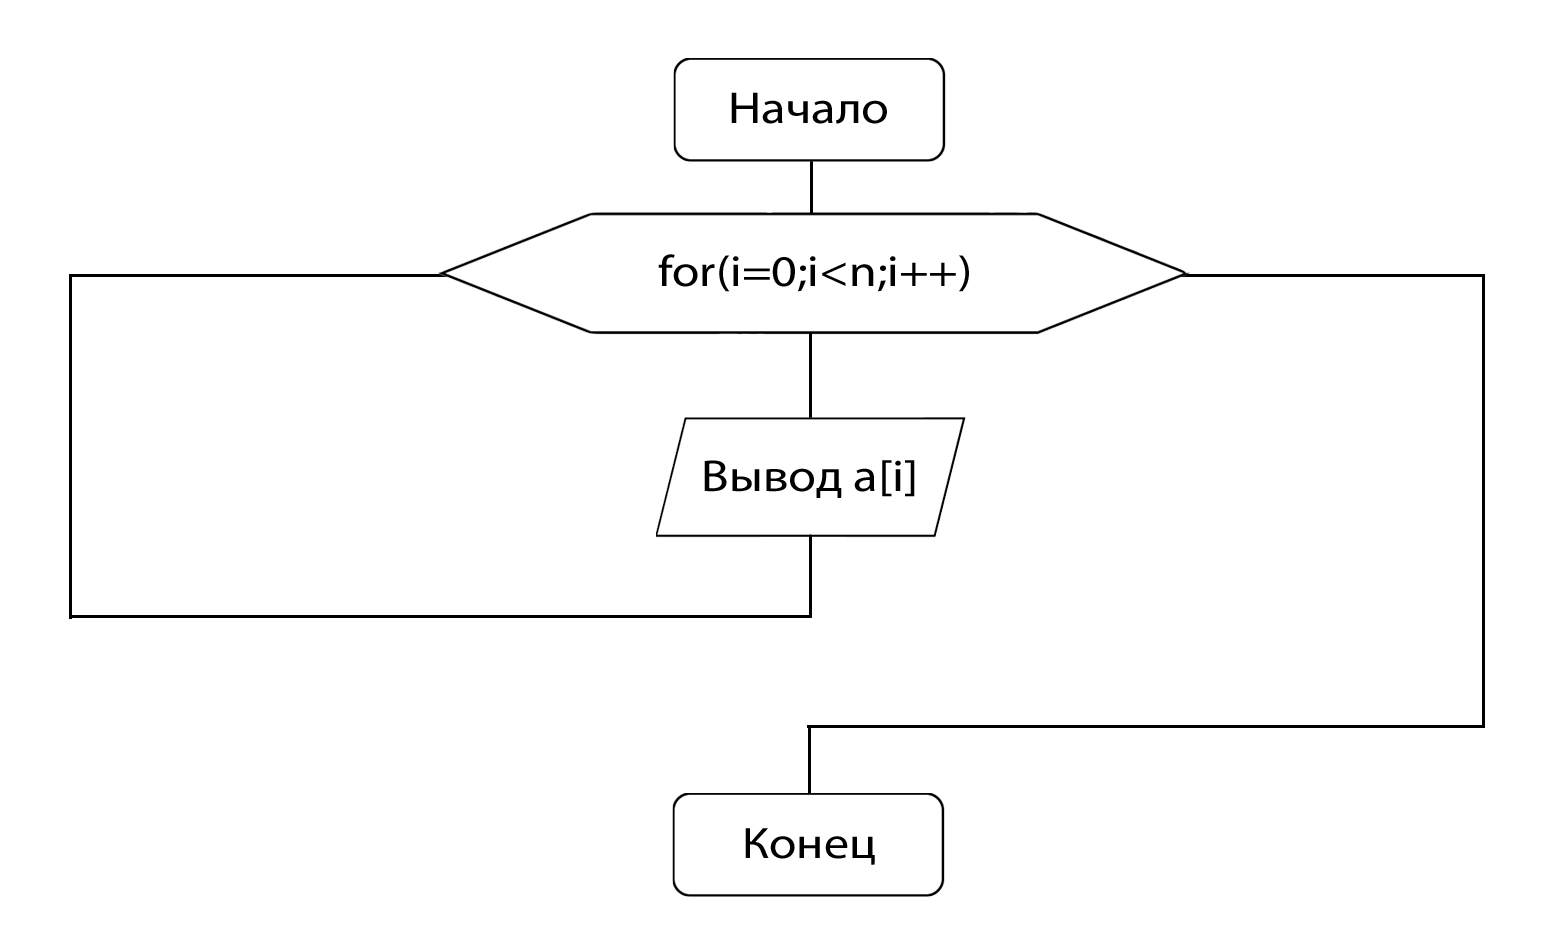 Начало
for(i=0;i<n;i++)
Вывод a[i]
Конец